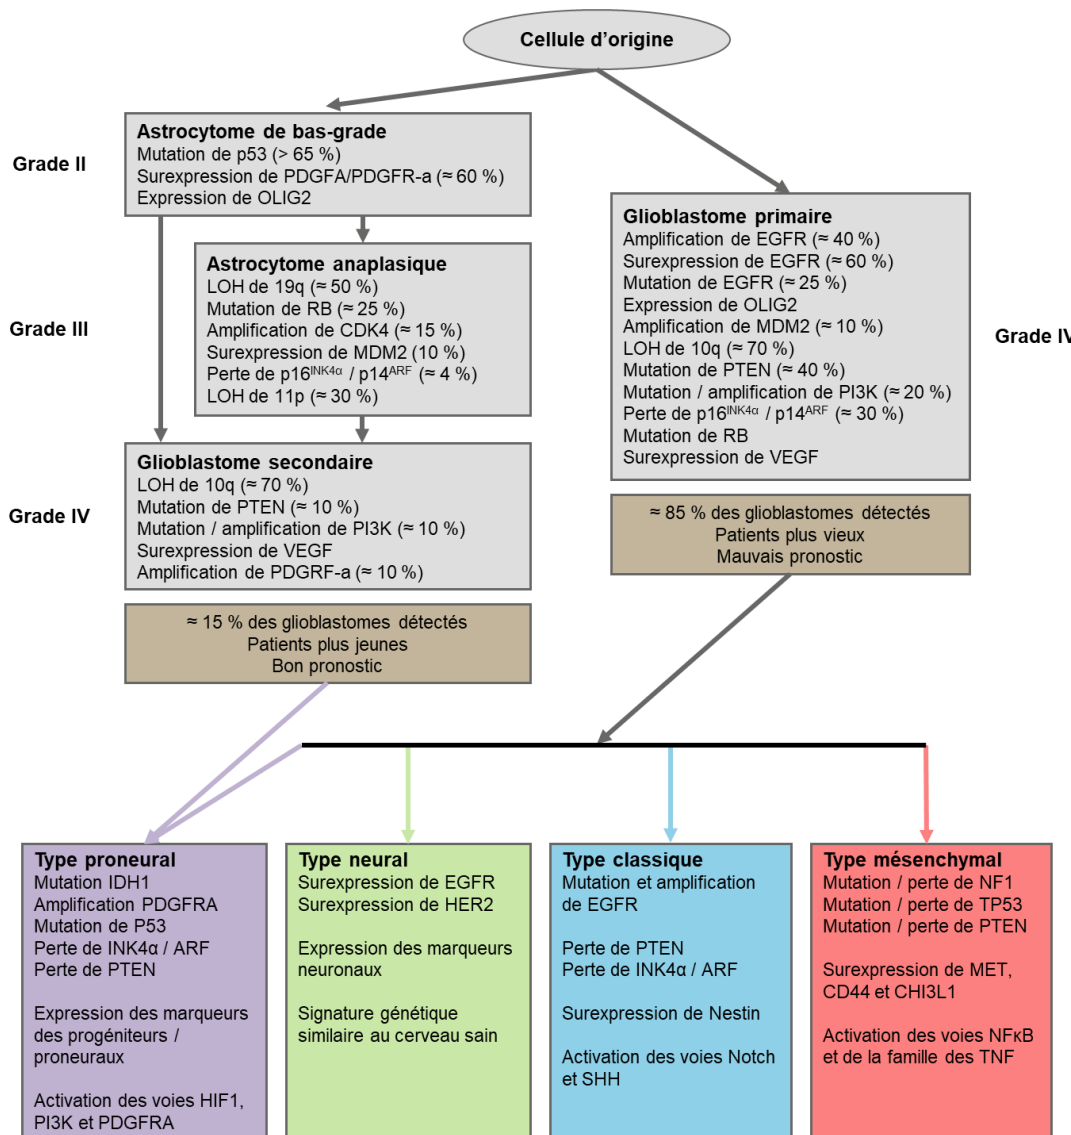 Cellule d'origine
Grade II
Astrocytome de bas-grade
Mutation de p53 (> 65 %)
Surexpression de PDGFA/PDGFR-a (≈ 60 %)
Expression de OLIG2
Grade III
Astrocytome anaplasique
LOH de 19q (≈ 50 %)
Mutation de RB (≈ 25 %)
Amplification de CDK4 (≈ 15 %)
Surexpression de MDM2 (10 %)
Perte de p16INK4α / p14ARF (≈ 4 %)
LOH de 11p (≈ 30 %)
Grade IV
Glioblastome secondaire
LOH de 10q (≈ 70 %)
Mutation de PTEN (≈ 10 %)
Mutation / amplification de PI3K (≈ 10 %)
Surexpression de VEGF
Amplification de PDGRF-a (≈ 10 %)
≈ 15 % des glioblastomes détectés
Patients plus jeunes
Bon pronostic
Glioblastome primaire
Amplification de EGFR (≈ 40 %)
Surexpression de EGFR (≈ 60 %)
Mutation de EGFR (≈ 25 %)
Expression de OLIG2
Amplification de MDM2 (≈ 10 %)
LOH de 10q (≈ 70 %)
Mutation de PTEN (≈ 40 %)
Mutation / amplification de PI3K (≈ 20 %)
Perte de p16INK4α / p14ARF (≈ 30 %)
Mutation de RB
Surexpression de VEGF
Grade IV
≈ 85 % des glioblastomes détectés
Patients plus vieux
Mauvais pronostic
Type proneural
Mutation IDH1
Amplification PDGFRA
Mutation de P53
Perte de INK4α / ARF
Perte de PTEN
Expression des marqueurs
des progéniteurs /
proneuraux
Activation des voies HIF1,
PI3K et PDGFRA
Type neural
Surexpression de EGFR
Surexpression de HER2
Expression des marqueurs
neuronaux
Signature génétique
similaire au cerveau sain
Type classique
Mutation et amplification
de EGFR
Perte de PTEN
Perte de INK4α / ARF
Surexpression de Nestin
Activation des voies Notch
et SHH
Type mésenchymal
Mutation / perte de NF1
Mutation / perte de TP53
Mutation / perte de PTEN
Surexpression de MET,
CD44 et CHI3L1
Activation des voies NFκB
et de la famille des TNF